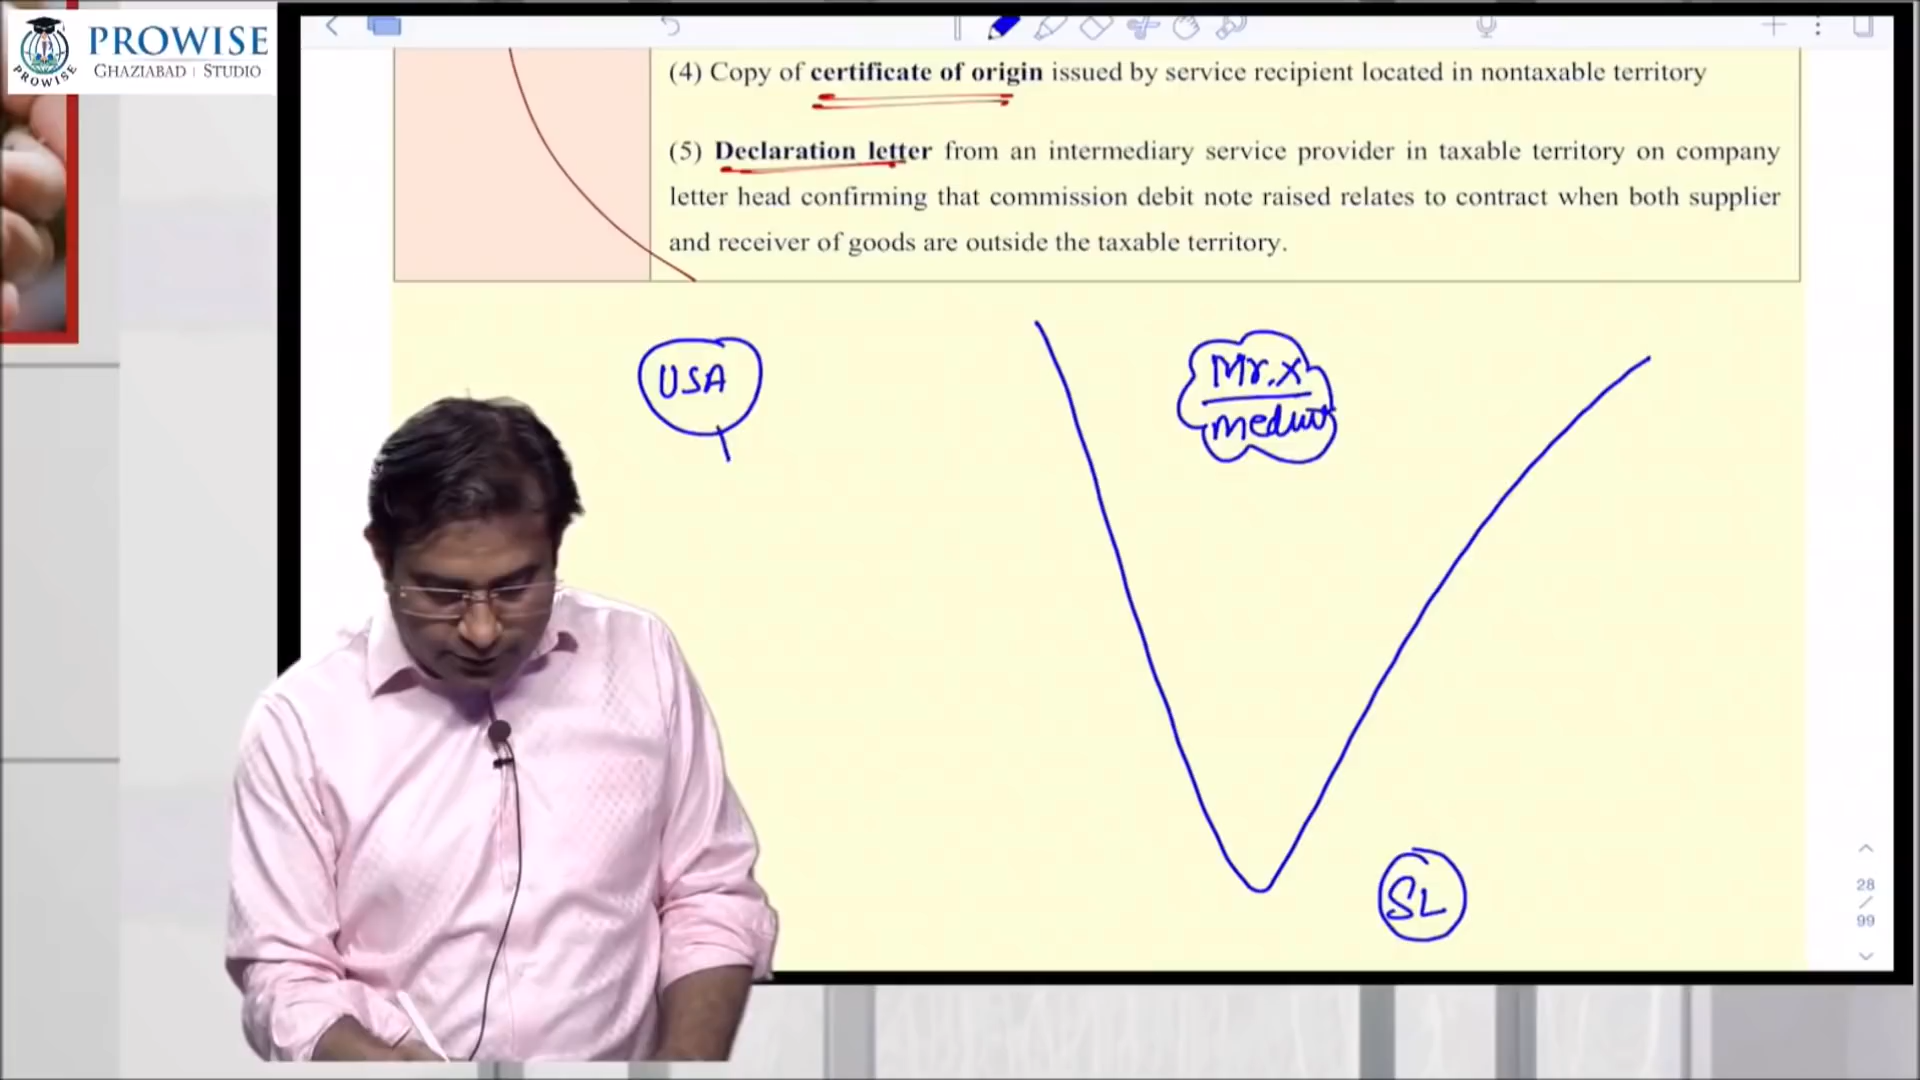 PROWISE
GHAZIABAD | STUDIO
PROWISE
(4) Copy of certificate of origin issued by service recipient located in nontaxable territory
(5) Declaration letter from an intermediary service provider in taxable territory on company
letter head confirming that commission debit note raised relates to contract when both supplier
and receiver of goods are outside the taxable territory.
USA
Mr.X
SL
28
/
99